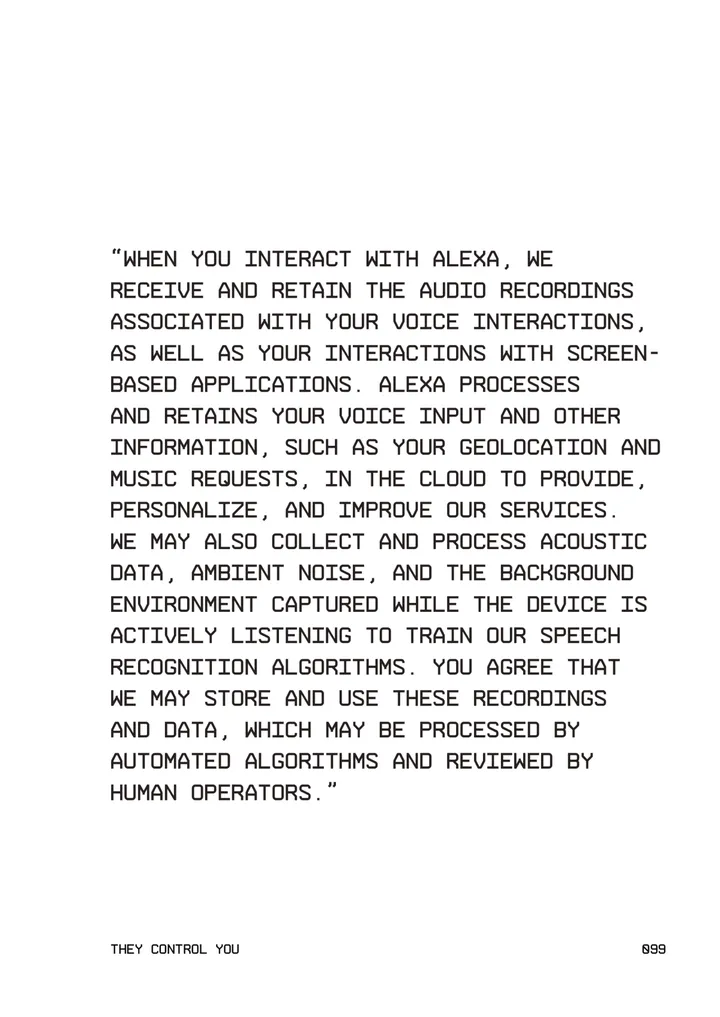 “WHEN YOU INTERACT WITH ALEXA, WE
RECEIVE AND RETAIN THE AUDIO RECORDINGS
ASSOCIATED WITH YOUR VOICE INTERACTIONS,
AS WELL AS YOUR INTERACTIONS WITH SCREEN-
BASED APPLICATIONS. ALEXA PROCESSES
AND RETAINS YOUR VOICE INPUT AND OTHER
INFORMATION, SUCH AS YOUR GEOLOCATION AND
MUSIC REQUESTS, IN THE CLOUD TO PROVIDE,
PERSONALIZE, AND IMPROVE OUR SERVICES.
WE MAY ALSO COLLECT AND PROCESS ACOUSTIC
DATA, AMBIENT NOISE, AND THE BACKGROUND
ENVIRONMENT CAPTURED WHILE THE DEVICE IS
ACTIVELY LISTENING TO TRAIN OUR SPEECH
RECOGNITION ALGORITHMS. YOU AGREE THAT
WE MAY STORE AND USE THESE RECORDINGS
AND DATA, WHICH MAY BE PROCESSED BY
AUTOMATED ALGORITHMS AND REVIEWED BY
HUMAN OPERATORS.”
THEY CONTROL YOU
099